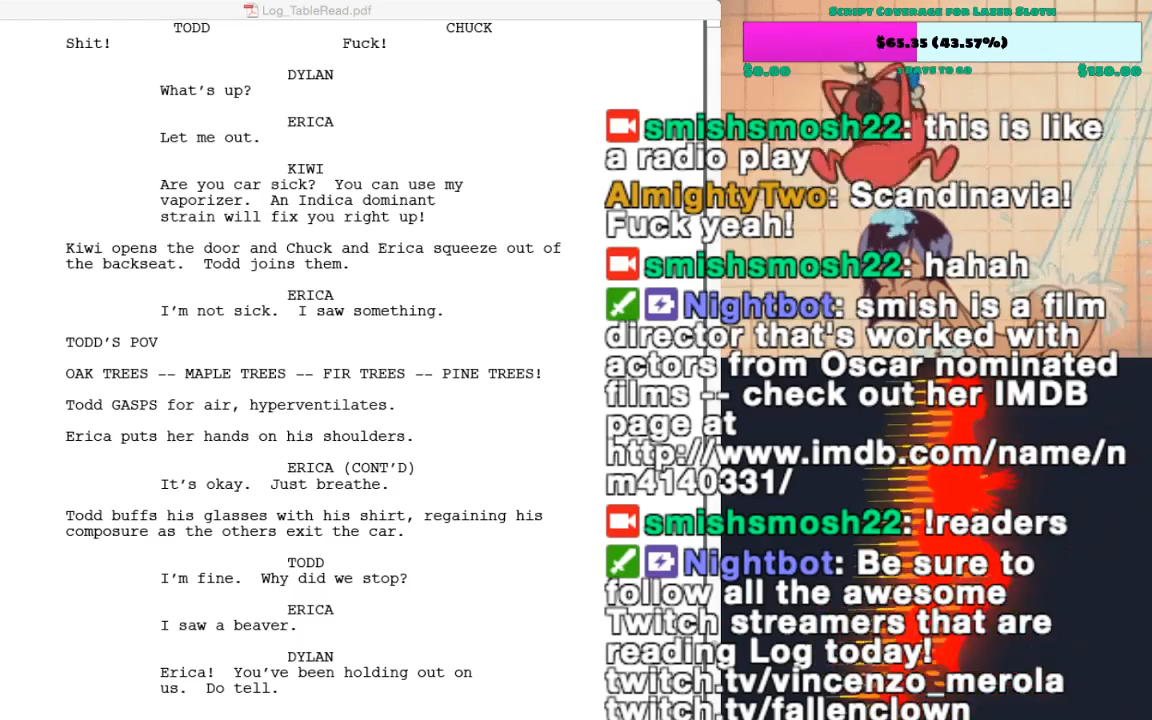 Log_TableRead.pdf
TODD CHUCK
Shit! Fuck!
DYLAN
What's up?
ERICA
Let me out.
KIWI
Are you car sick? You can use my
vaporizer. An Indica dominant
strain will fix you right up!
Kiwi opens the door and Chuck and Erica squeeze out of
the backseat. Todd joins them.
ERICA
I'm not sick. I saw something.
TODD'S POV
OAK TREES -- MAPLE TREES -- FIR TREES -- PINE TREES!
Todd GASPS for air, hyperventilates.
Erica puts her hands on his shoulders.
ERICA (CONT'D)
It's okay. Just breathe.
Todd buffs his glasses with his shirt, regaining his
composure as the others exit the car.
TODD
I'm fine. Why did we stop?
ERICA
I saw a beaver.
DYLAN
Erica! You've been holding out on
us. Do tell.
Script Coverage for Lazer Sloth
$65.35 (43.57%)
$0.00 $150.00
smishsmosh22: this is like
a radio play
AlmightyTwo: Scandinavia!
Fuck yeah!
smishsmosh22: hahah
Nightbot: smish is a film
director that's worked with
actors from Oscar nominated
films -- check out her IMDB
page at
http://www.imdb.com/name/n
m4140331/
smishsmosh22: !readers
Nightbot: Be sure to
follow all the awesome
Twitch streamers that are
reading Log today!
twitch.tv/vincenzo_merola
twitch.tv/fallenclown